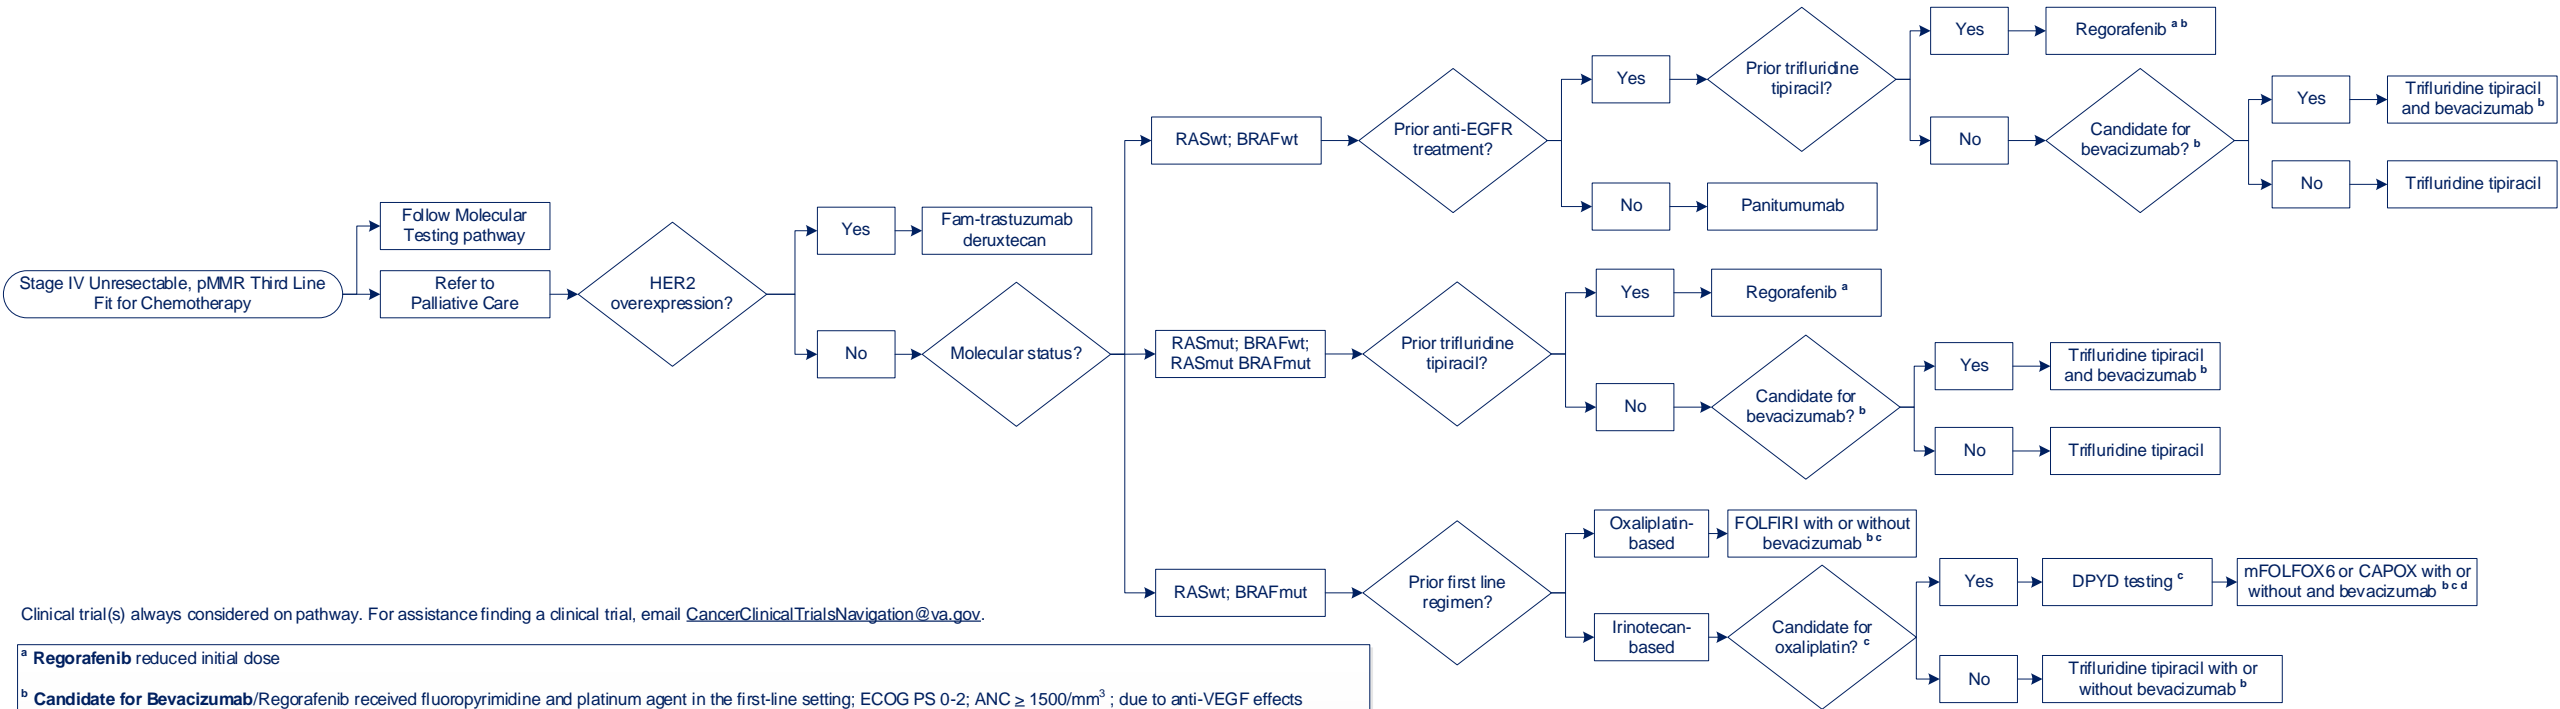 Stage IV Unresectable, pMMR Third Line
Fit for Chemotherapy
Follow Molecular
Testing pathway
Refer to
Palliative Care
HER2
overexpression?
Yes
Fam-trastuzumab
deruxtecan
No
Molecular status?
RASwt; BRAFwt
Prior anti-EGFR
treatment?
Yes
Prior trifluridine
tipiracil?
Yes
Regorafenib a b
No
Candidate for
bevacizumab? b
Yes
Trifluridine tipiracil
and bevacizumab b
No
Trifluridine tipiracil
No
Panitumumab
RASmut; BRAFwt;
RASmut BRAFmut
Prior trifluridine
tipiracil?
Yes
Regorafenib a
No
Candidate for
bevacizumab? b
Yes
Trifluridine tipiracil
and bevacizumab b
No
Trifluridine tipiracil
RASwt; BRAFmut
Prior first line
regimen?
Oxaliplatin-
based
FOLFIRI with or without
bevacizumab b c
Irinotecan-
based
Candidate for
oxaliplatin? c
Yes
DPYD testing c
mFOLFOX6 or CAPOX with or
without and bevacizumab b c d
No
Trifluridine tipiracil with or
without bevacizumab b
Clinical trial(s) always considered on pathway. For assistance finding a clinical trial, email CancerClinicalTrialsNavigation@va.gov.
a Regorafenib reduced initial dose
b Candidate for Bevacizumab/Regorafenib received fluoropyrimidine and platinum agent in the first-line setting; ECOG PS 0-2; ANC ≥ 1500/mm3 ; due to anti-VEGF effects